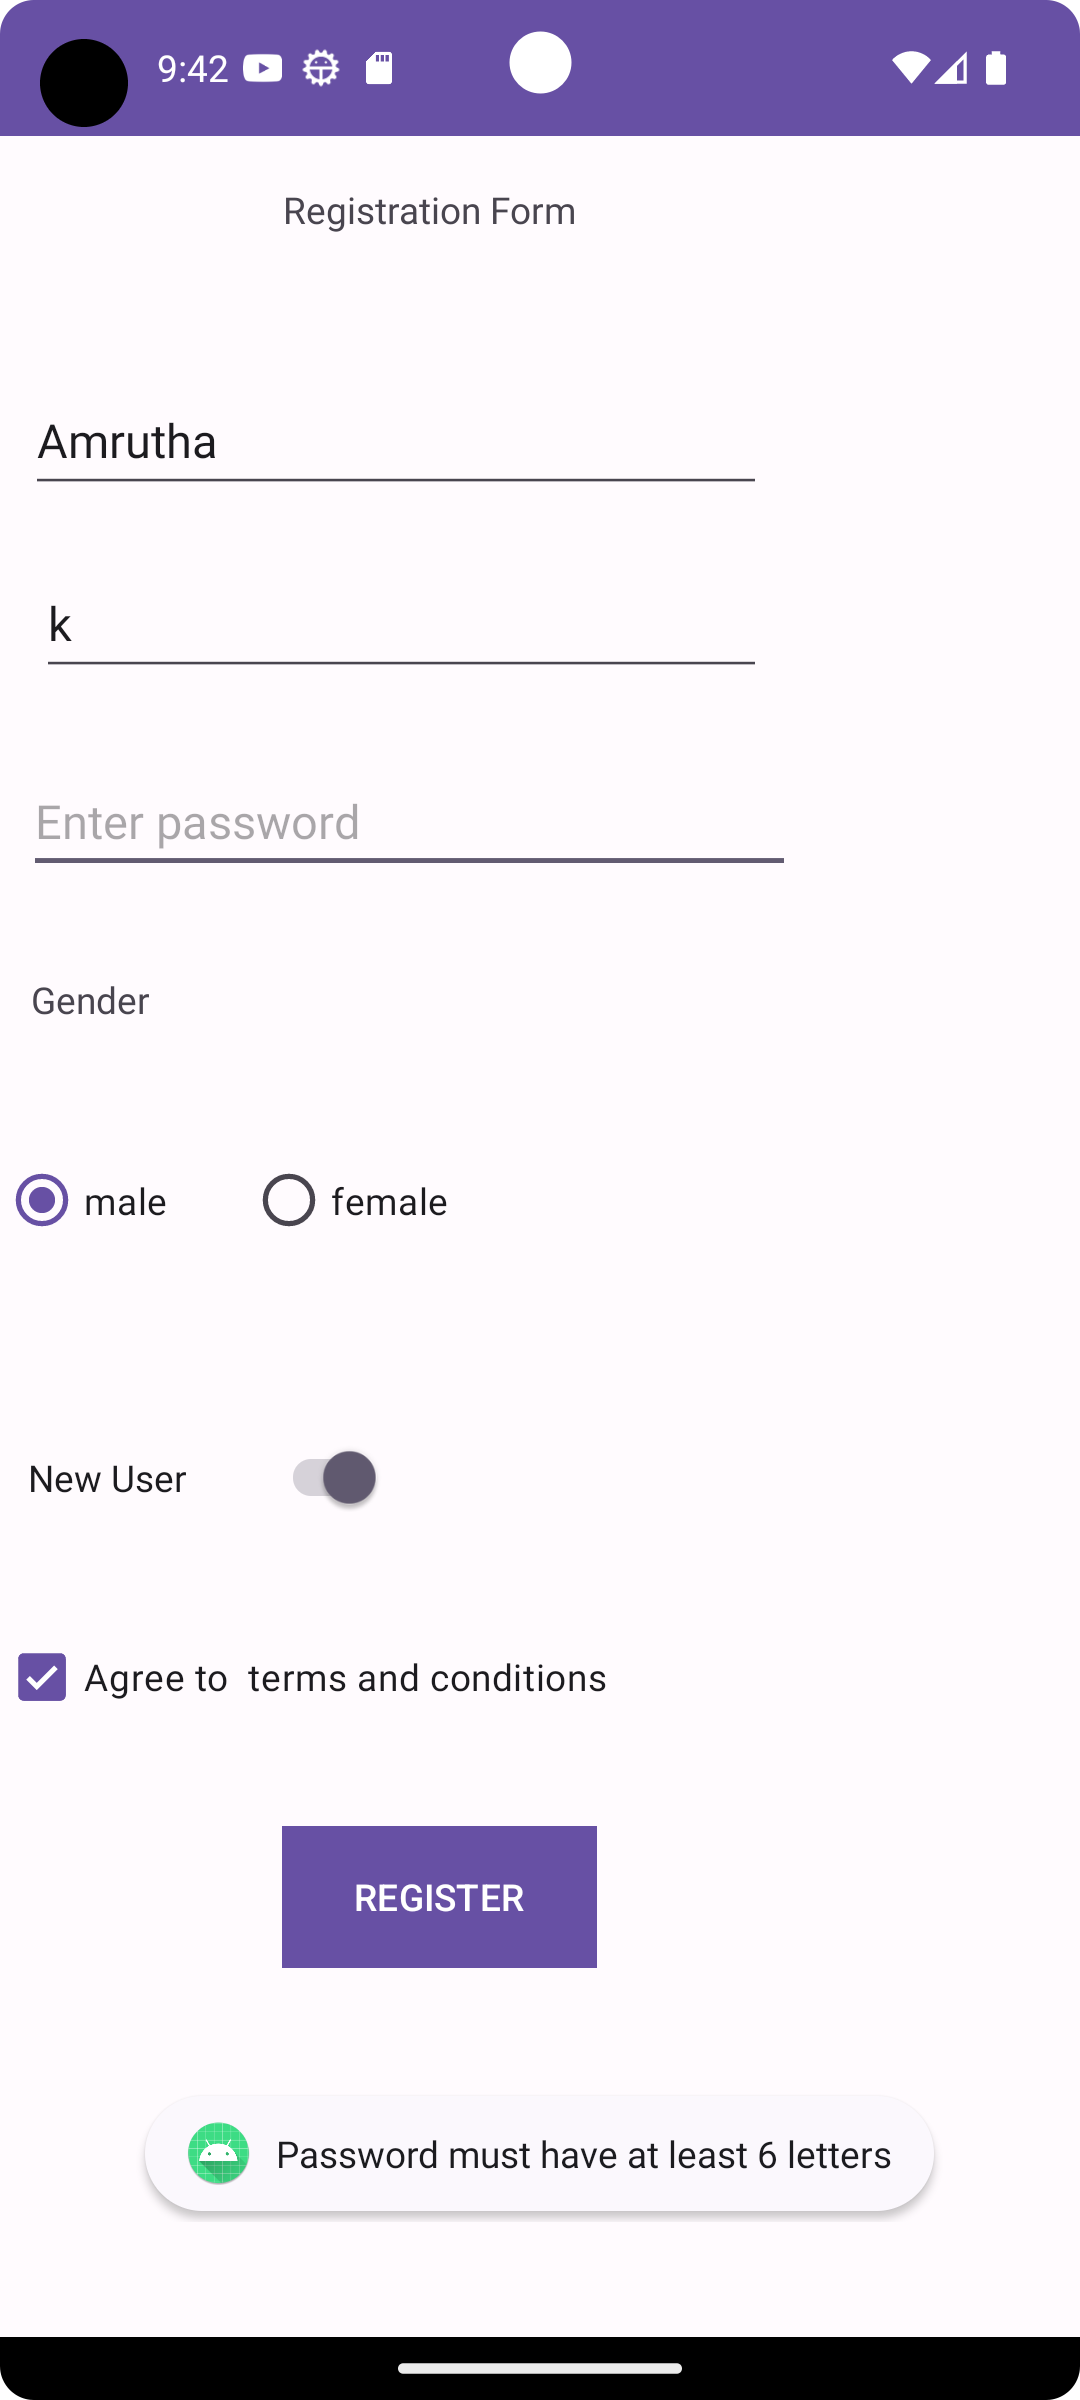 9:42
Registration Form
Amrutha
k
Enter password
Gender
male female
New User
Agree to  terms and conditions
REGISTER
Password must have at least 6 letters